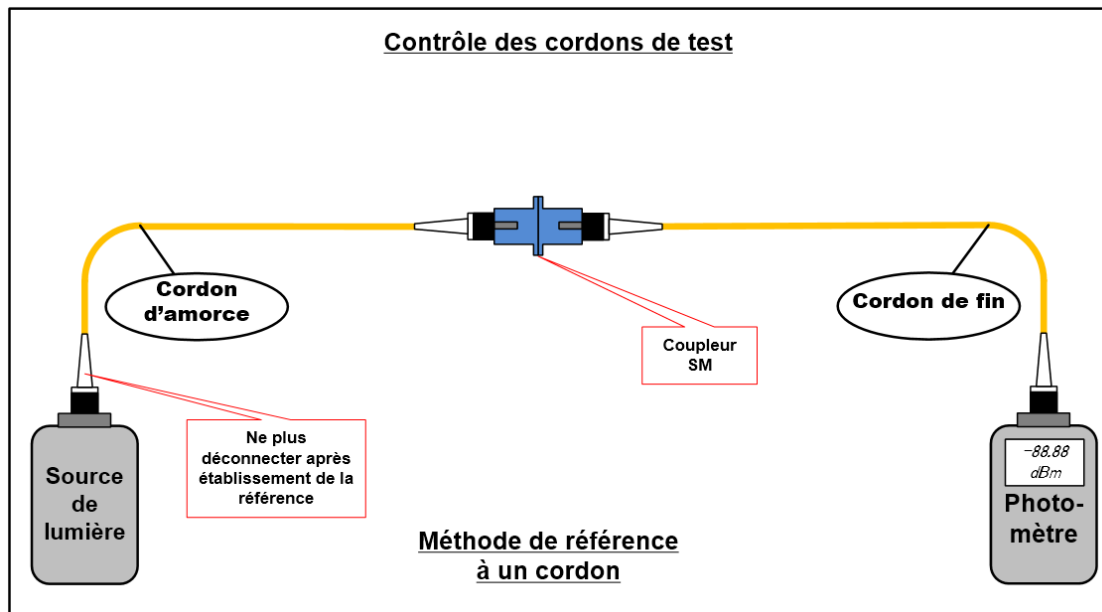 Contrôle des cordons de test
Cordon
d'amorce
Cordon de fin
Coupleur
SM
Ne plus
déconnecter après
établissement de la
référence
Source
de
lumière
-88.88
dBm
Photo-
mètre
Méthode de référence
à un cordon